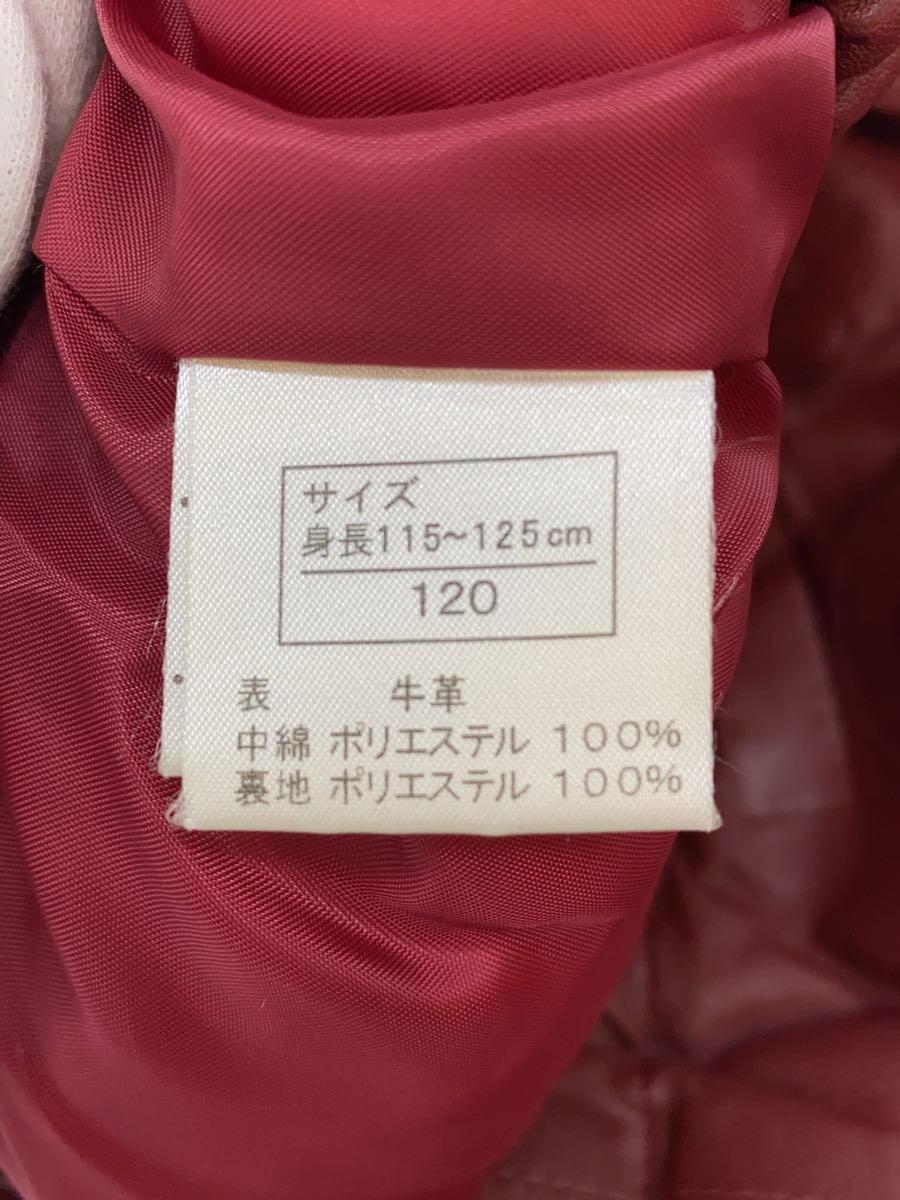 サイズ
身長115~125cm
120
表 牛革
中綿 ポリエステル 100%
裏地 ポリエステル 100%